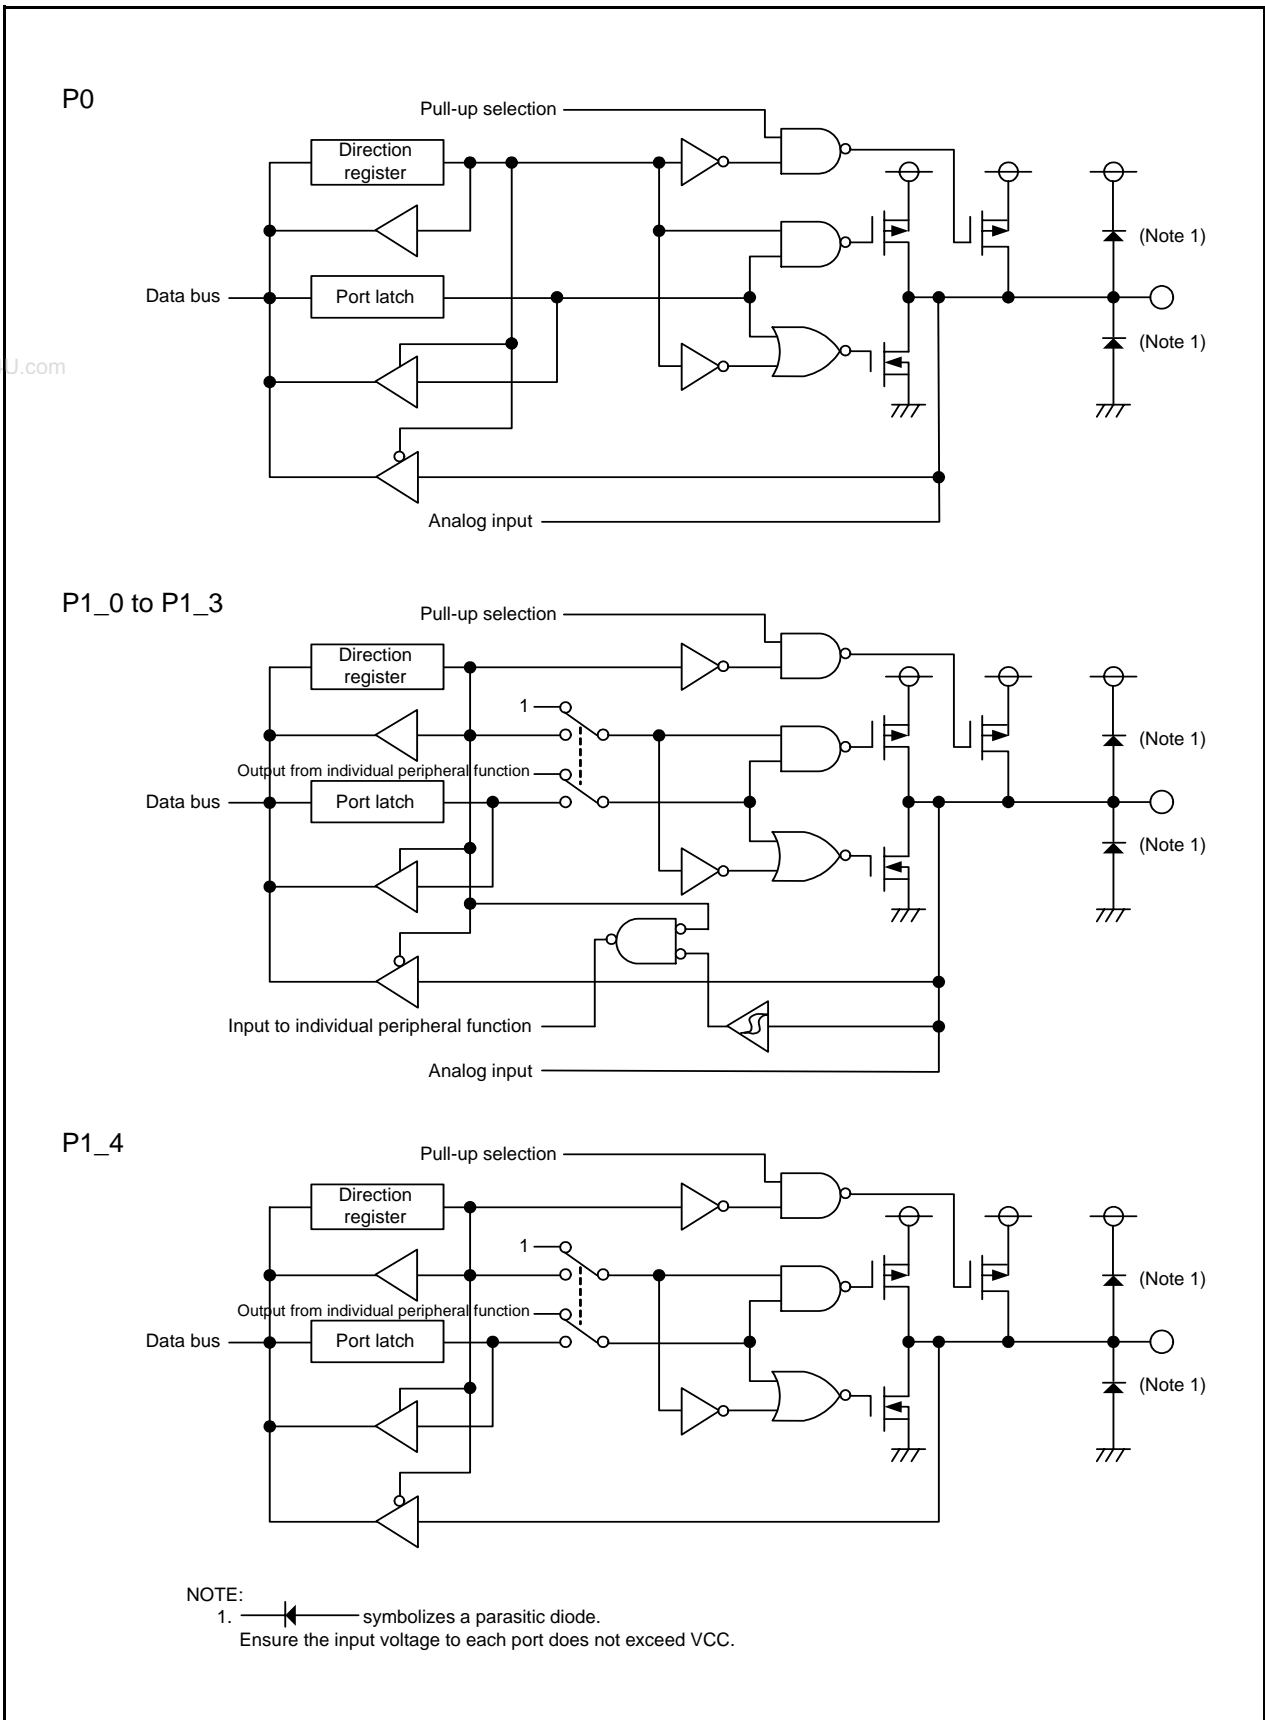 P0
Pull-up selection
Direction
register
(Note 1)
Data bus
Port latch
(Note 1)
U.com
Analog input
P1_0 to P1_3
Pull-up selection
Direction
register
1
(Note 1)
Output from individual peripheral function
Data bus
Port latch
(Note 1)
Input to individual peripheral function
Analog input
P1_4
Pull-up selection
Direction
register
1
(Note 1)
Output from individual peripheral function
Data bus
Port latch
(Note 1)
NOTE:
1. symbolizes a parasitic diode.
Ensure the input voltage to each port does not exceed VCC.